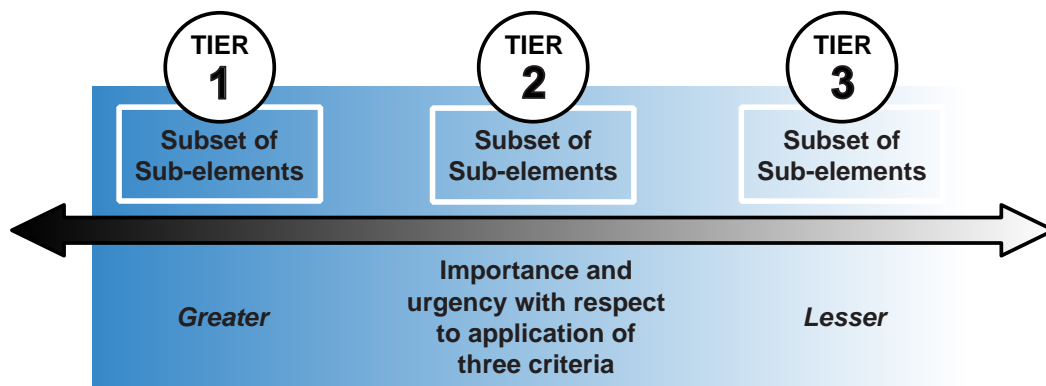 TIER
1
TIER
2
TIER
3
Subset of
Sub-elements
Subset of
Sub-elements
Subset of
Sub-elements
Greater
Importance and
urgency with respect
to application of
three criteria
Lesser